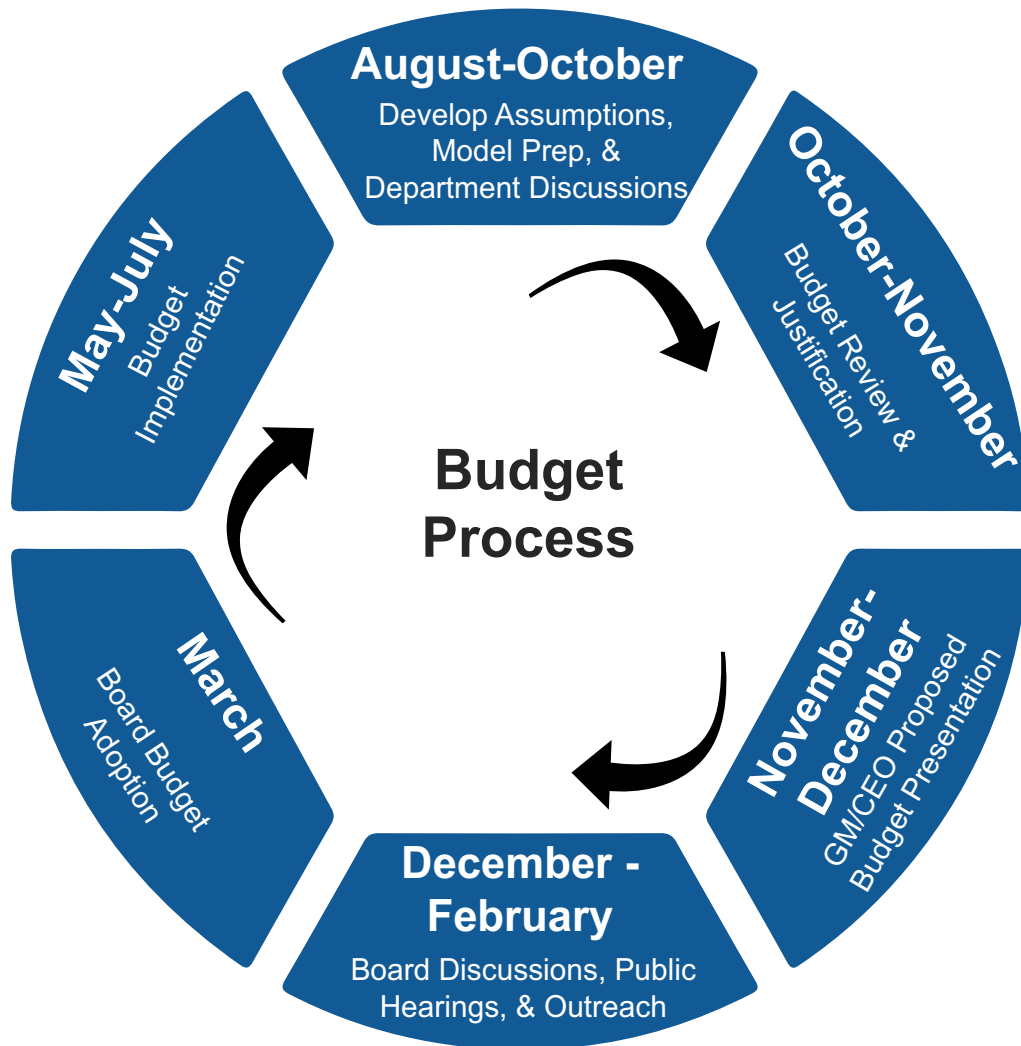 August-October
Develop Assumptions,
Model Prep, &
Department Discussions
October-November
Budget Review &
Justification
November-
December
GM/CEO Proposed
Budget Presentation
December -
February
Board Discussions, Public
Hearings, & Outreach
March
Board Budget
Adoption
May-July
Budget
Implementation
Budget
Process